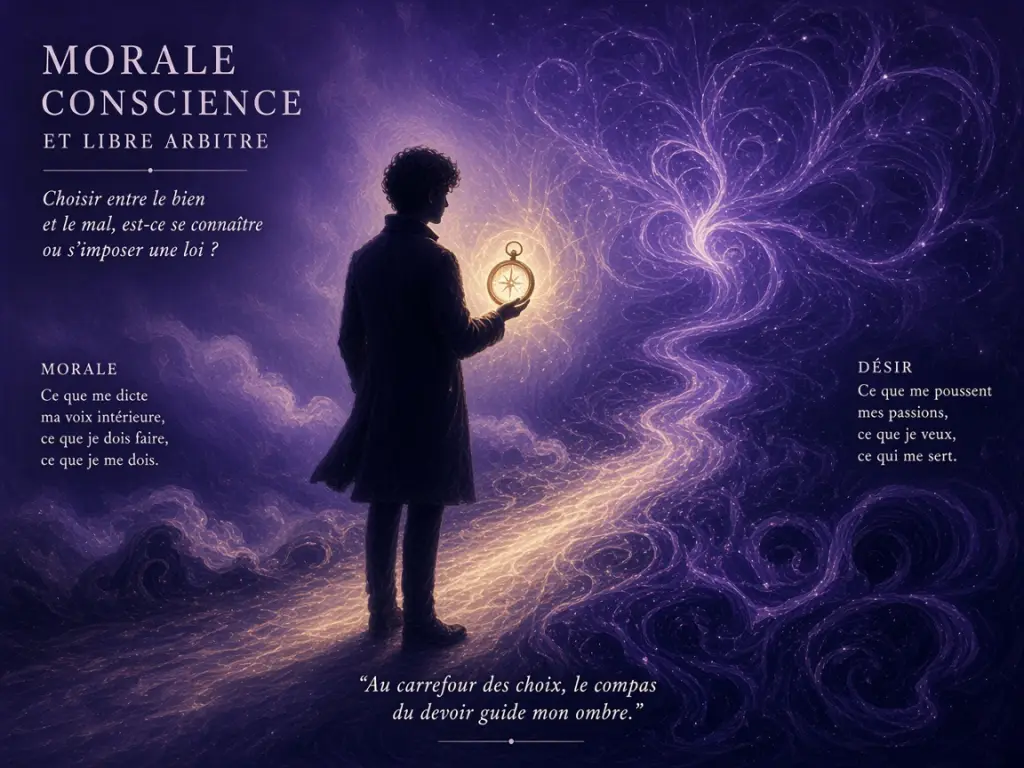 MORALE
CONSCIENCE
ET LIBRE ARBITRE
Choisir entre le bien
et le mal, est-ce se connaître
ou s’imposer une loi ?
MORALE
Ce que me dicte
ma voix intérieure,
ce que je dois faire,
ce que je me dois.
DÉSIR
Ce que me poussent
mes passions,
ce que je veux,
ce qui me sert.
“Au carrefour des choix, le compas
du devoir guide mon ombre.”